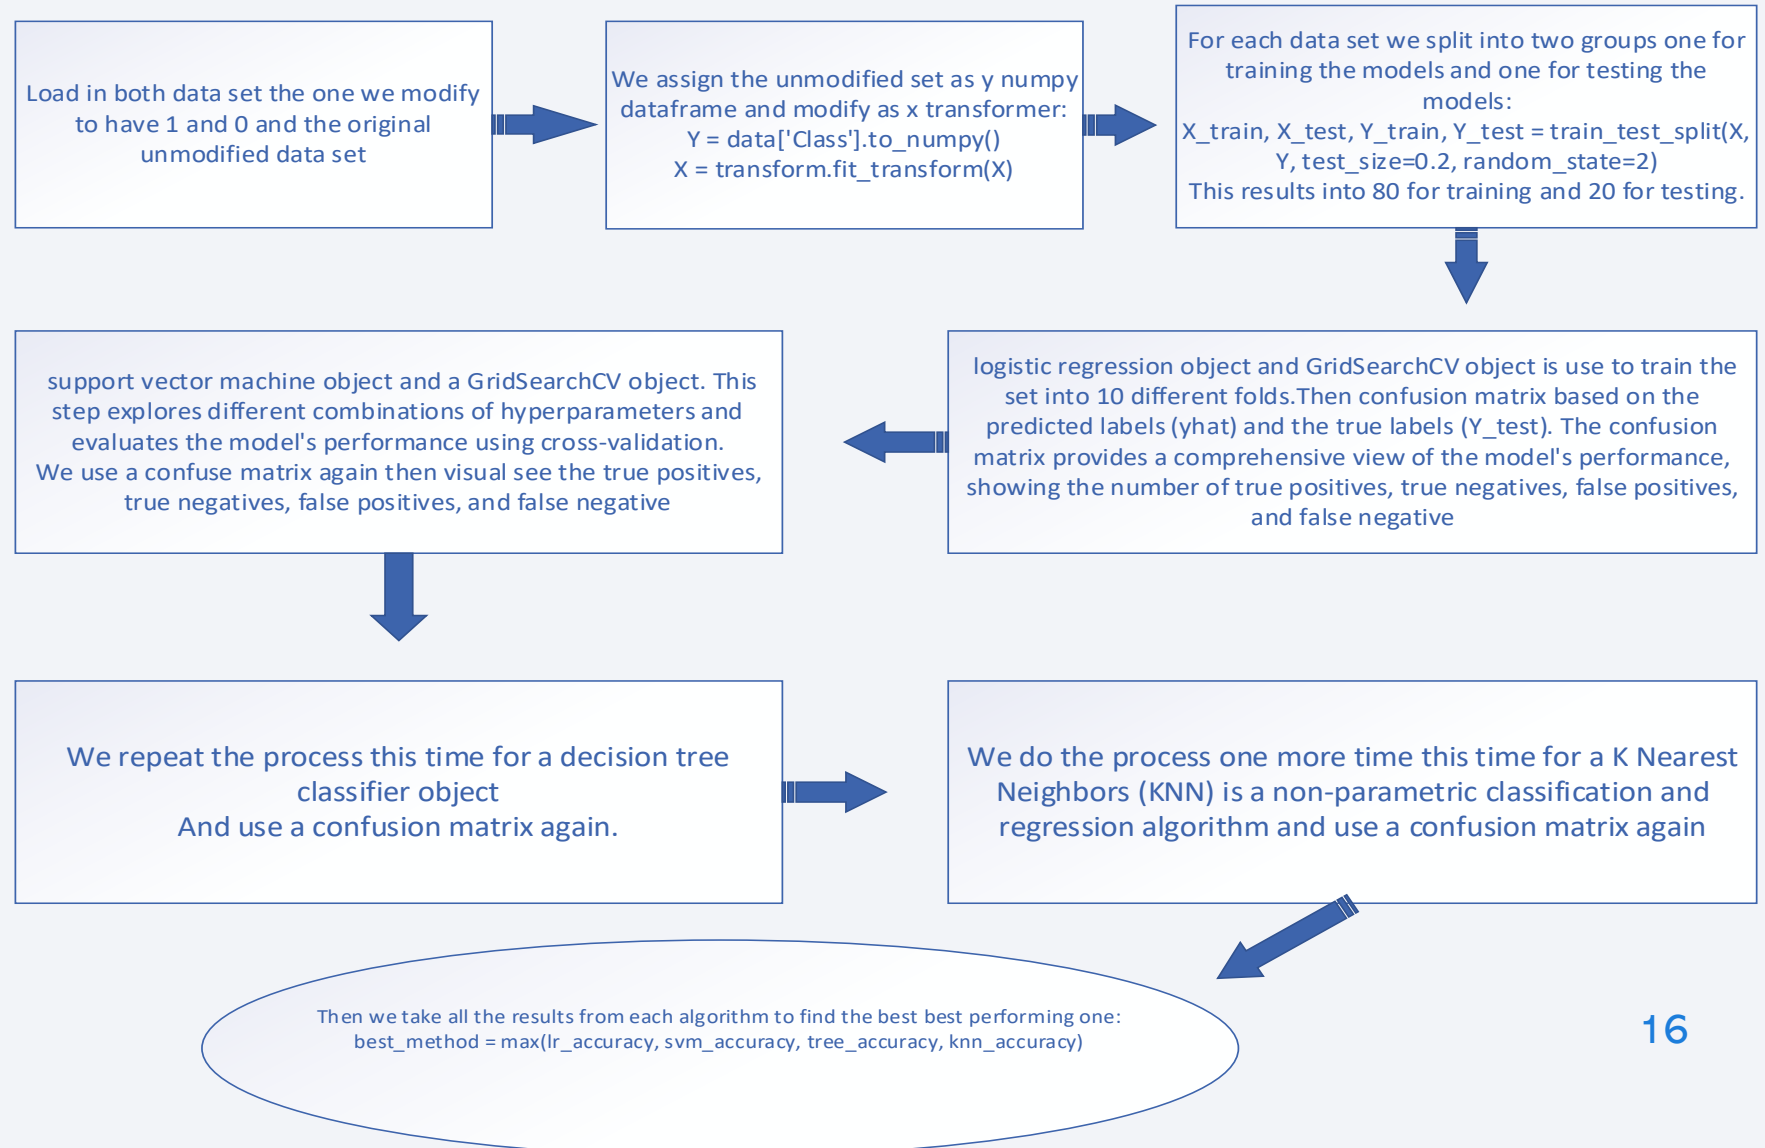 Load in both data set the one we modify
to have 1 and 0 and the original
unmodified data set
We assign the unmodified set as y numpy
dataframe and modify as x transformer:
Y = data['Class'].to_numpy()
X = transform.fit_transform(X)
For each data set we split into two groups one for
training the models and one for testing the
models:
X_train, X_test, Y_train, Y_test = train_test_split(X,
Y, test_size=0.2, random_state=2)
This results into 80 for training and 20 for testing.
logistic regression object and GridSearchCV object is use to train the
set into 10 different folds.Then confusion matrix based on the
predicted labels (yhat) and the true labels (Y_test). The confusion
matrix provides a comprehensive view of the model's performance,
showing the number of true positives, true negatives, false positives,
and false negative
support vector machine object and a GridSearchCV object. This
step explores different combinations of hyperparameters and
evaluates the model's performance using cross-validation.
We use a confuse matrix again then visual see the true positives,
true negatives, false positives, and false negative
We repeat the process this time for a decision tree
classifier object
And use a confusion matrix again.
We do the process one more time this time for a K Nearest
Neighbors (KNN) is a non-parametric classification and
regression algorithm and use a confusion matrix again
Then we take all the results from each algorithm to find the best best performing one:
best_method = max(lr_accuracy, svm_accuracy, tree_accuracy, knn_accuracy)
16